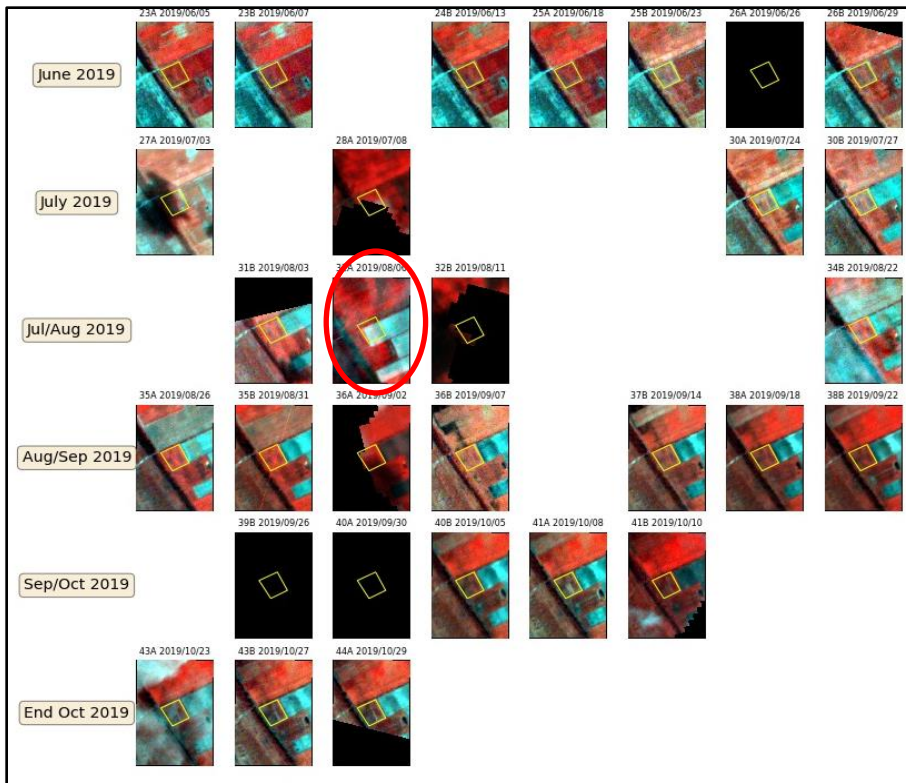 23A 2019/06/05 23B 2019/06/07 24B 2019/06/13 25A 2019/06/18 25B 2019/06/23 26A 2019/06/26 26B 2019/06/29
June 2019
27A 2019/07/03 28A 2019/07/08 30A 2019/07/24 30B 2019/07/27
July 2019
31B 2019/08/03 2019/08/06 32B 2019/08/11 34B 2019/08/22
Jul/Aug 2019
35A 2019/08/26 35B 2019/08/31 36A 2019/09/02 36B 2019/09/07 37B 2019/09/14 38A 2019/09/18 38B 2019/09/22
Aug/Sep 2019
39B 2019/09/26 40A 2019/09/30 40B 2019/10/05 41A 2019/10/08 41B 2019/10/10
Sep/Oct 2019
43A 2019/10/23 43B 2019/10/27 44A 2019/10/29
End Oct 2019